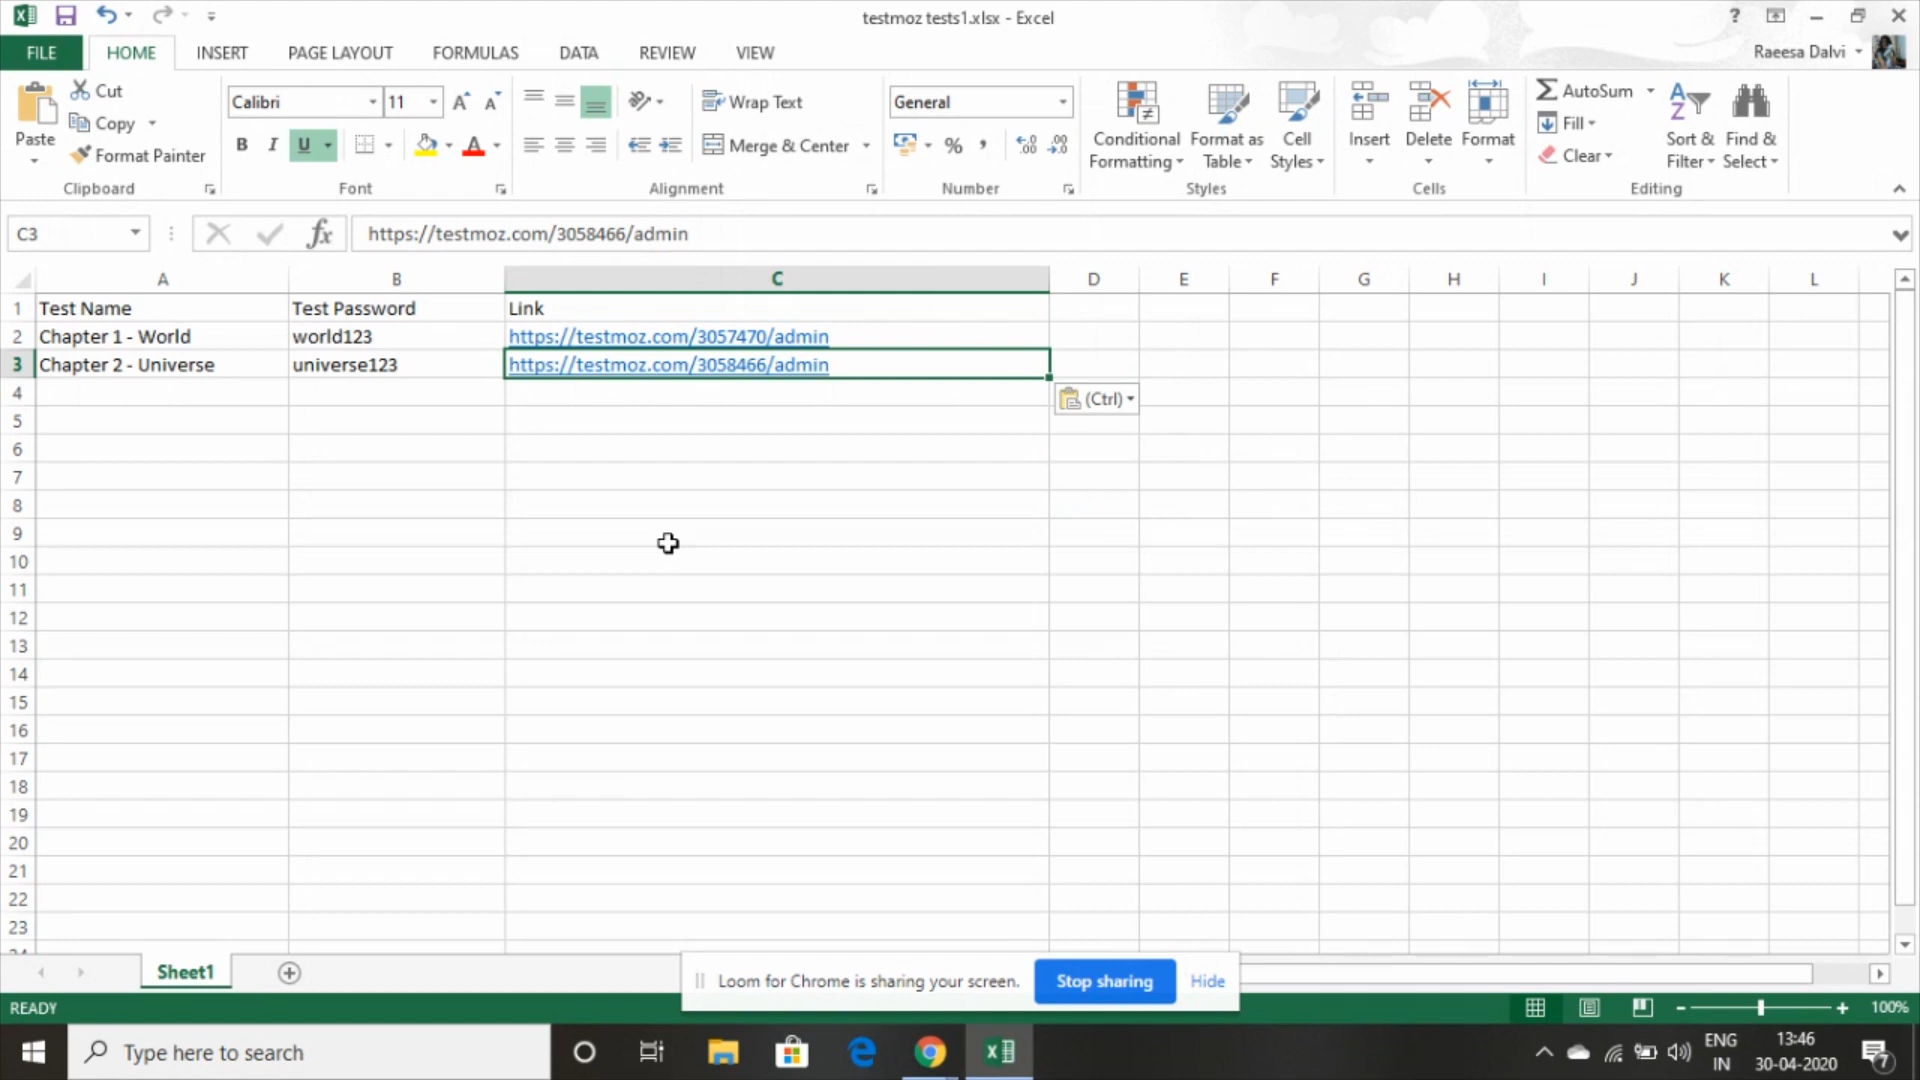 testmoz tests1.xlsx - Excel
?
FILE HOME INSERT PAGE LAYOUT FORMULAS DATA REVIEW VIEW Raeesa Dalvi
Paste
Cut
Copy
Format Painter
Clipboard
Calibri 11
B I U A
Font
Wrap Text
Merge & Center
Alignment
General
% ,
Number
Conditional Formatting
Format as Table
Cell Styles
Styles
Insert Delete Format
Cells
AutoSum
Fill
Clear
Sort & Filter
Find & Select
Editing
C3 fx https://testmoz.com/3058466/admin
A B C D E F G H I J K L
1 Test Name Test Password Link
2 Chapter 1 - World world123 https://testmoz.com/3057470/admin
3 Chapter 2 - Universe universe123 https://testmoz.com/3058466/admin
4 (Ctrl)
5
6
7
8
9
10
11
12
13
14
15
16
17
18
19
20
21
22
23
Sheet1
Loom for Chrome is sharing your screen. Stop sharing Hide
READY 100%
Type here to search
ENG
IN
13:46
30-04-2020
7